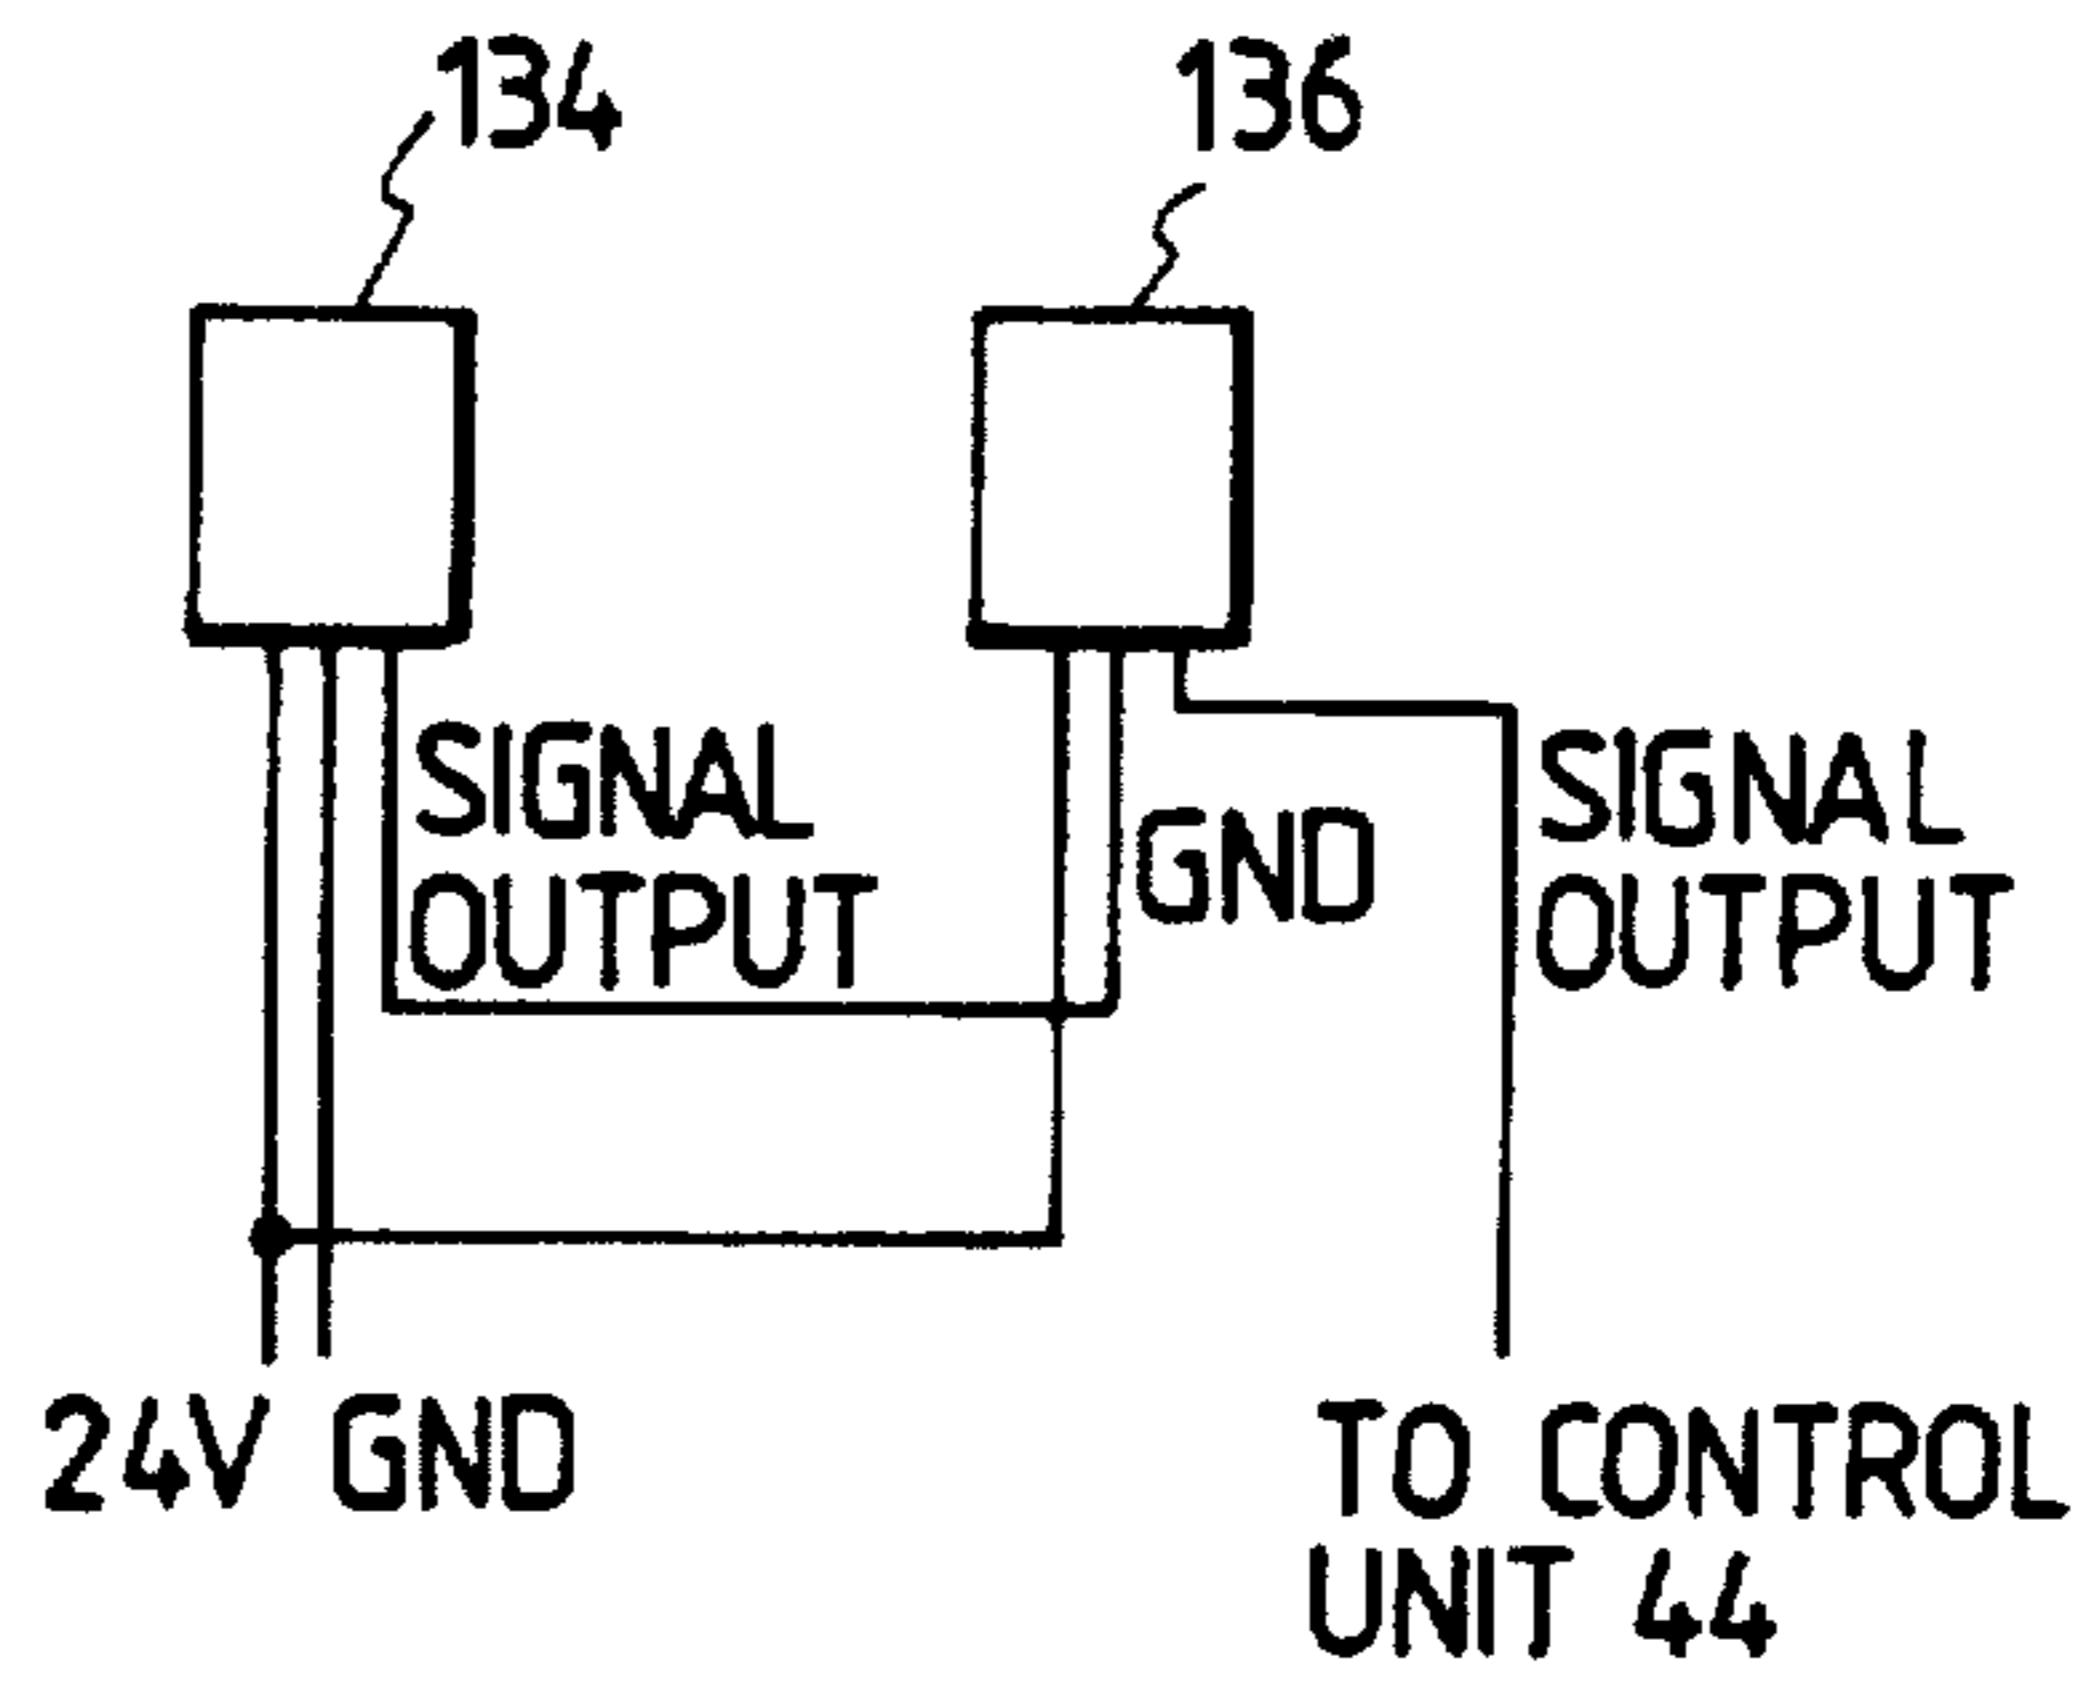 134
136
SIGNAL
OUTPUT
GND
SIGNAL
OUTPUT
24V GND
TO CONTROL
UNIT 44